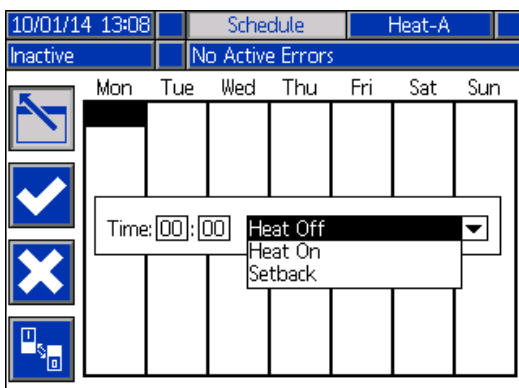 10/01/14 13:08 Schedule Heat-A
Inactive No Active Errors
Mon Tue Wed Thu Fri Sat Sun
Time: 00 : 00 Heat Off
Heat On
Setback